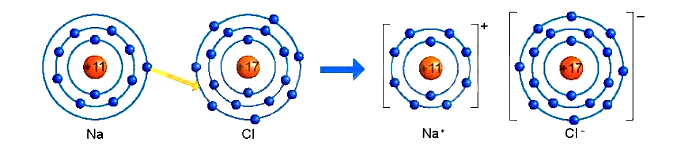 +11 +17 +11 + +17 −
Na Cl Na⁺ Cl⁻